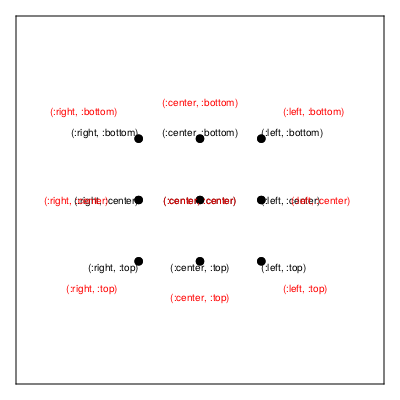 (:center, :bottom)
(:right, :bottom)
(:left, :bottom)
(:right, :bottom)
(:center, :bottom)
(:left, :bottom)
(:right, :center)
(:right, :center)
(:center, :center)
(:center, :center)
(:left, :center)
(:left, :center)
(:right, :top)
(:center, :top)
(:left, :top)
(:right, :top)
(:left, :top)
(:center, :top)